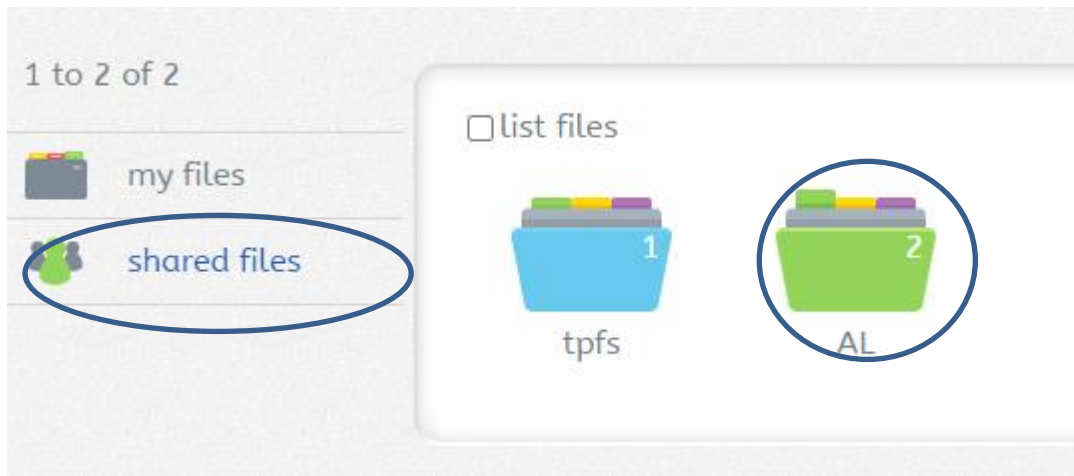 1 to 2 of 2
my files
shared files
list files
1
2
tpfs
AL